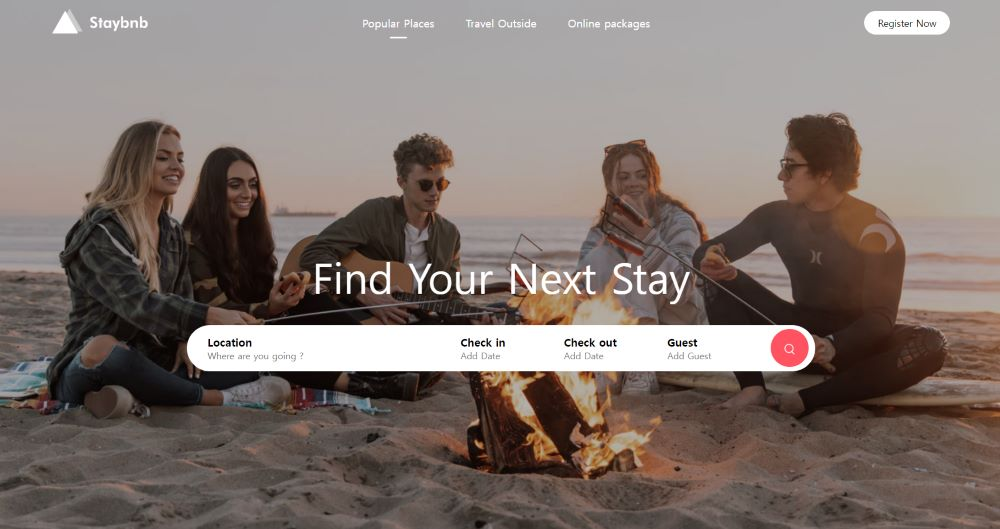 Staybnb
Popular Places
Travel Outside
Online packages
Register Now
Find Your Next Stay
Location
Where are you going ?
Check in
Add Date
Check out
Add Date
Guest
Add Guest